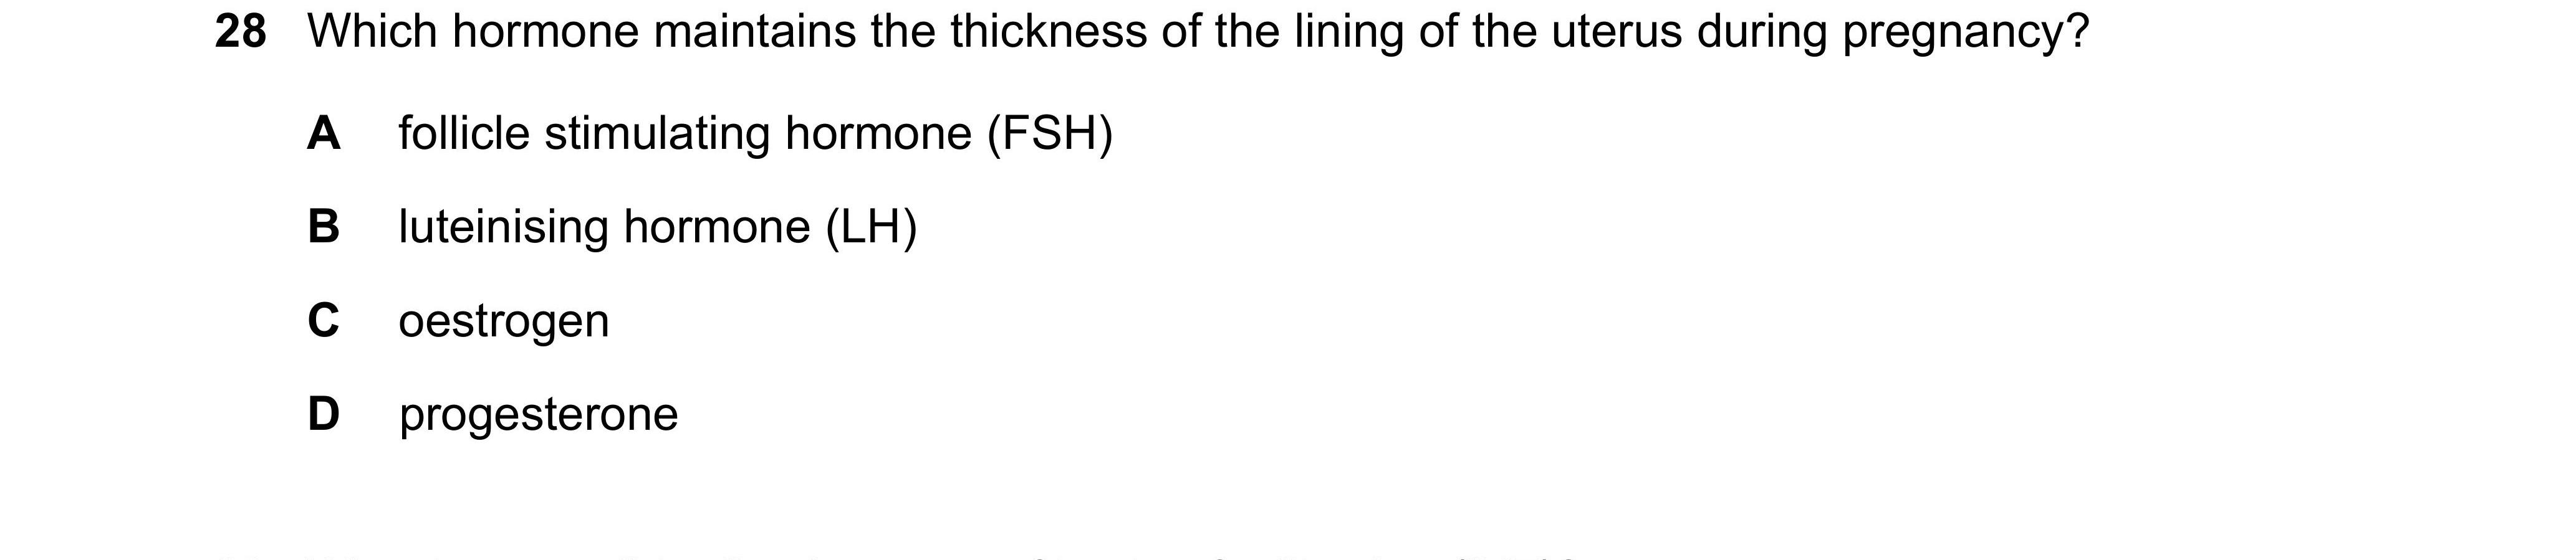 28 Which hormone maintains the thickness of the lining of the uterus during pregnancy?
A follicle stimulating hormone (FSH)
B luteinising hormone (LH)
C oestrogen
D progesterone